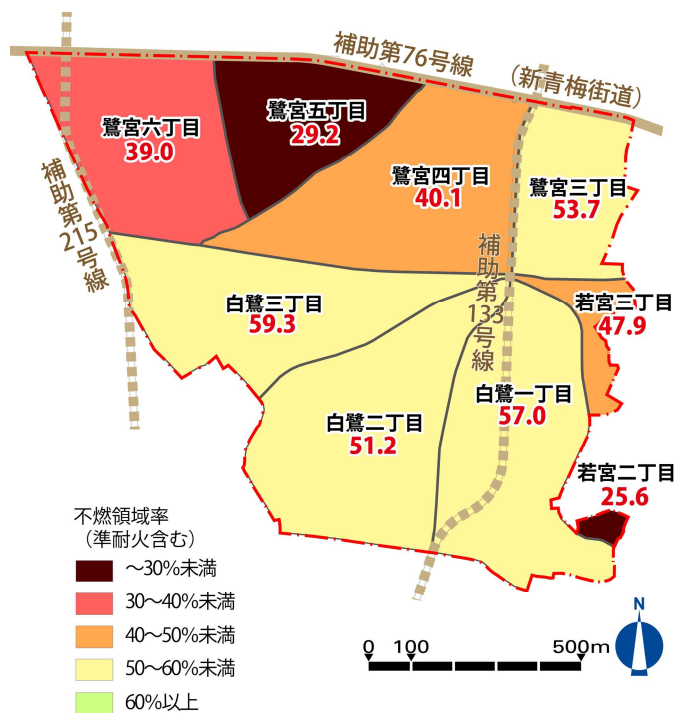 補助第76号線
（新青梅街道）
鷺宮五丁目
29.2
鷺宮六丁目
39.0
鷺宮四丁目
40.1
鷺宮三丁目
53.7
補助第
215
号線
補助第
133
号線
白鷺三丁目
59.3
若宮三丁目
47.9
白鷺一丁目
57.0
白鷺二丁目
51.2
若宮二丁目
25.6
不燃領域率
（準耐火含む）
～30%未満
30～40%未満
40～50%未満
50～60%未満
60%以上
0 100 500m
N